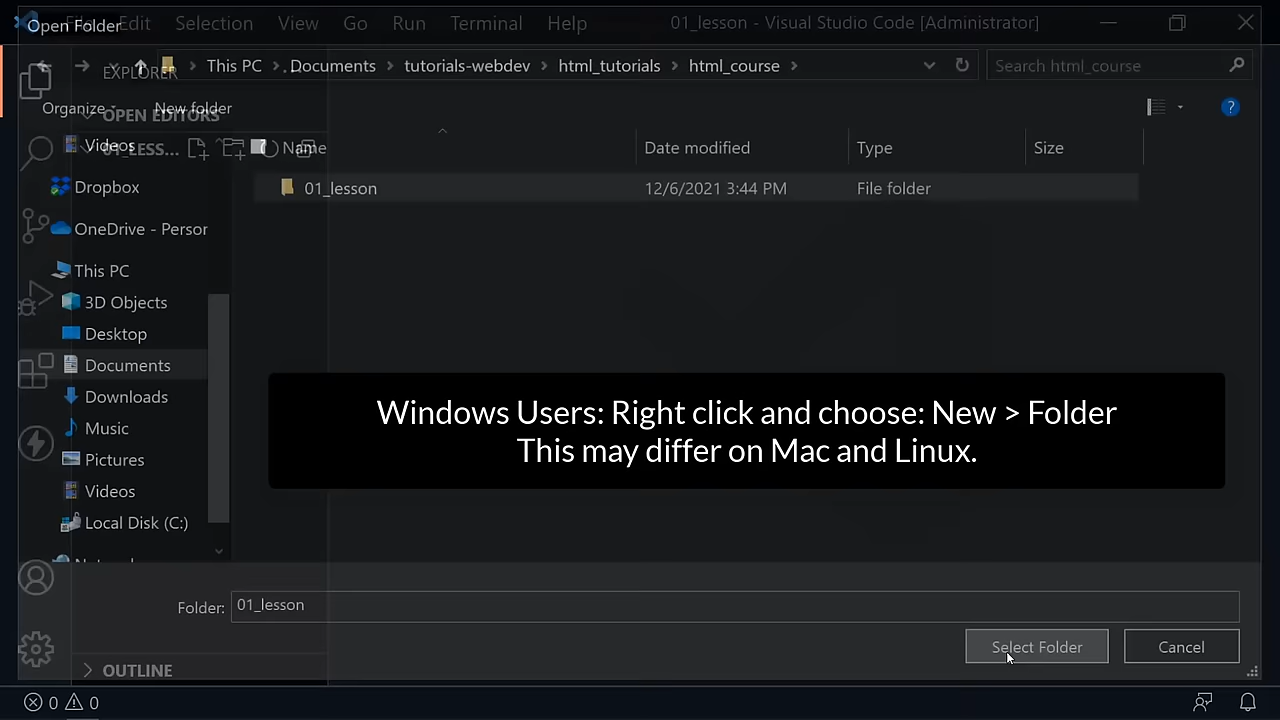 Open Folder
Edit Selection View Go Run Terminal Help
01_lesson - Visual Studio Code [Administrator]
EXPLORER
This PC > Documents > tutorials-webdev > html_tutorials > html_course >
Search html_course
Organize
New folder
OPEN EDITORS
01_LESS...
Name
Date modified
Type
Size
Videos
01_lesson
12/6/2021 3:44 PM
File folder
Dropbox
OneDrive - Person
This PC
3D Objects
Desktop
Documents
Downloads
Music
Pictures
Videos
Local Disk (C:)
Windows Users: Right click and choose: New > Folder
This may differ on Mac and Linux.
Folder:
01_lesson
Select Folder
Cancel
OUTLINE
0
0